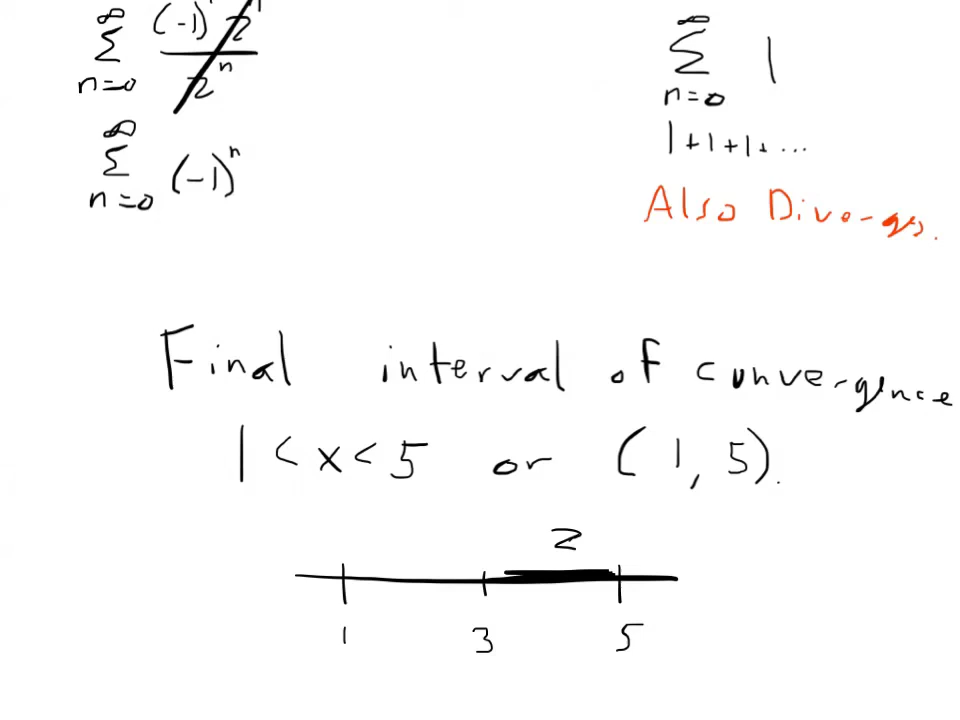 ∞ ∑ n=0 (-1)^n 2^n / 2^n
∞ ∑ n=0 (-1)^n
∞ ∑ n=0 1
1+1+1+...
Also Diverges.
Final interval of convergence
1 < x < 5 or (1, 5).
2
1 3 5